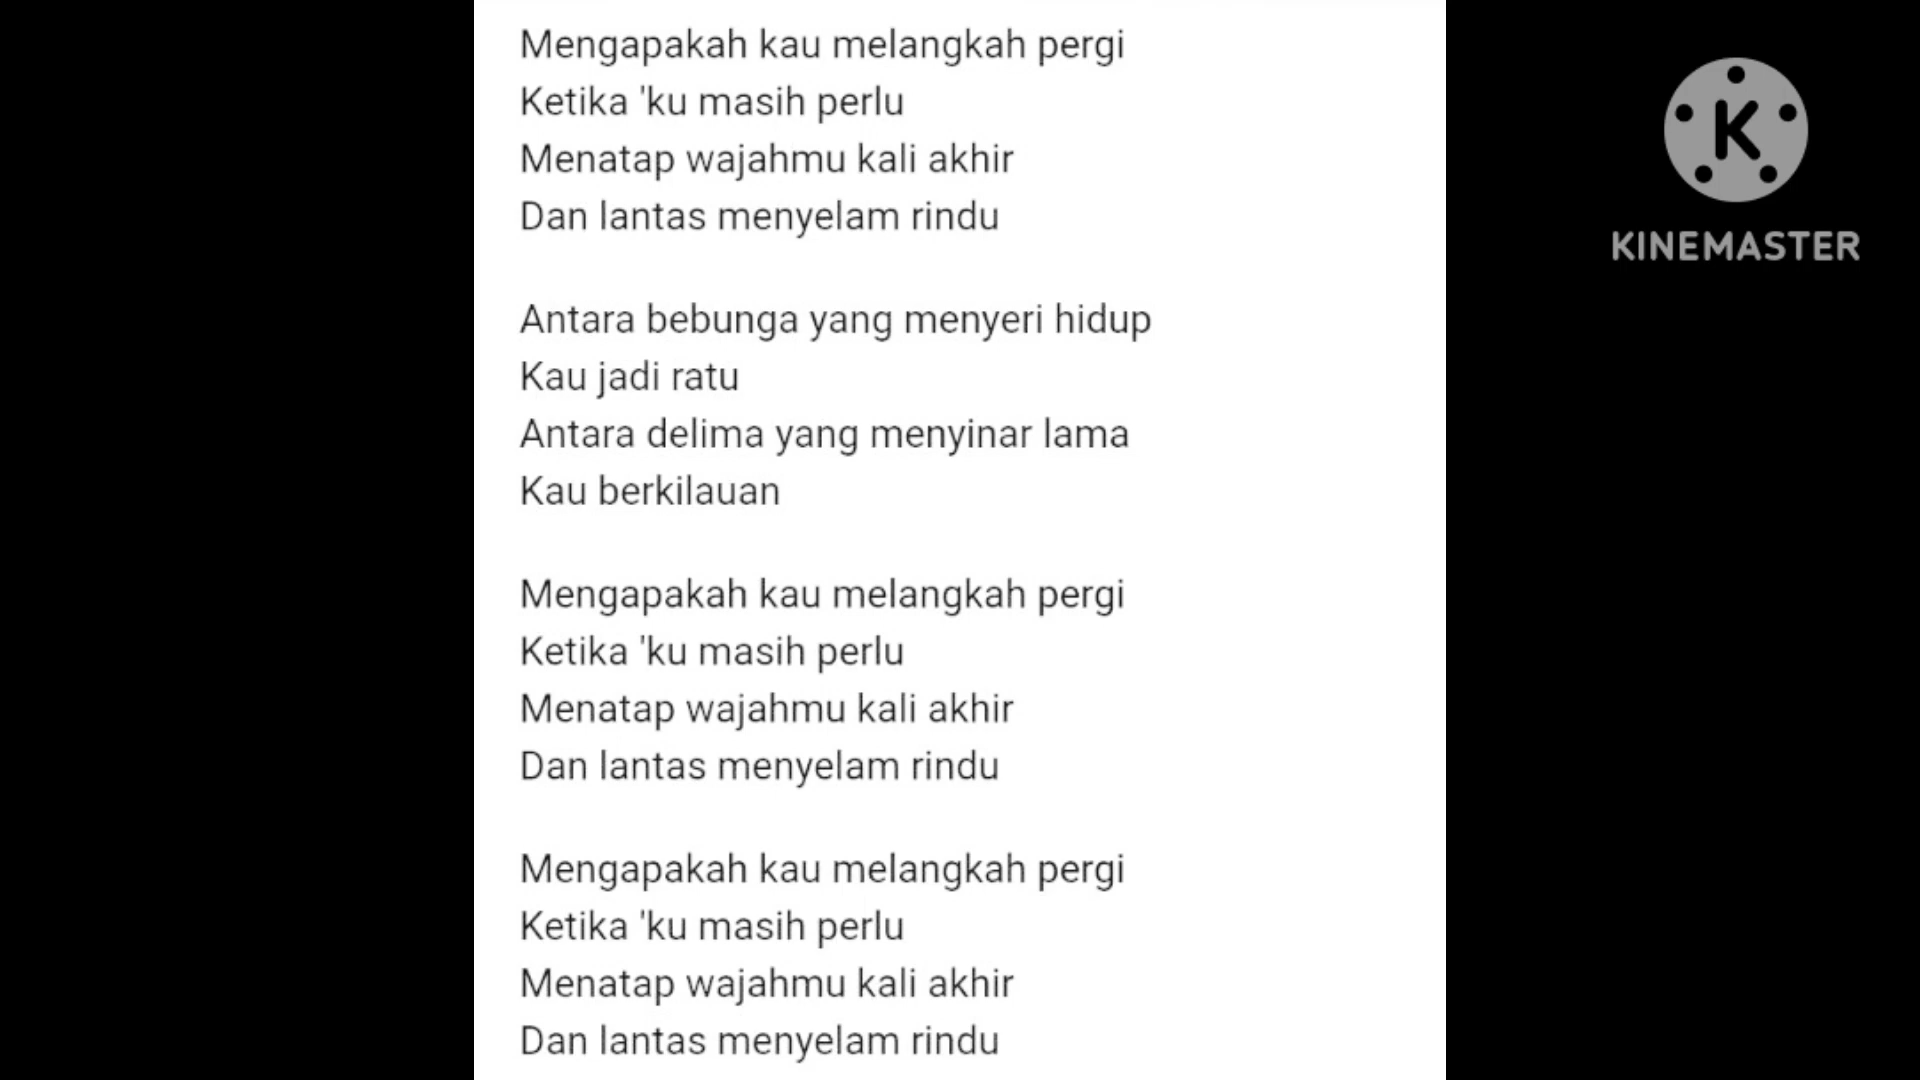 Mengapakah kau melangkah pergi
Ketika 'ku masih perlu
Menatap wajahmu kali akhir
Dan lantas menyelam rindu
Antara bebunga yang menyeri hidup
Kau jadi ratu
Antara delima yang menyinar lama
Kau berkilauan
Mengapakah kau melangkah pergi
Ketika 'ku masih perlu
Menatap wajahmu kali akhir
Dan lantas menyelam rindu
Mengapakah kau melangkah pergi
Ketika 'ku masih perlu
Menatap wajahmu kali akhir
Dan lantas menyelam rindu
K
KINEMASTER